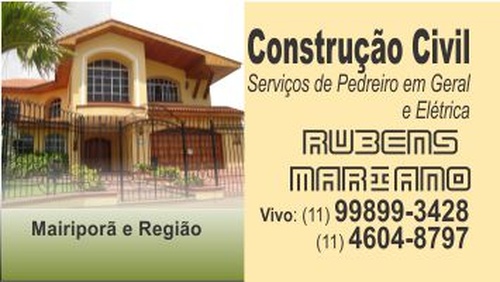 Construção Civil
Serviços de Pedreiro em Geral
e Elétrica
RUBENS
MARIANO
Vivo: (11) 99899-3428
(11) 4604-8797
Mairiporã e Região